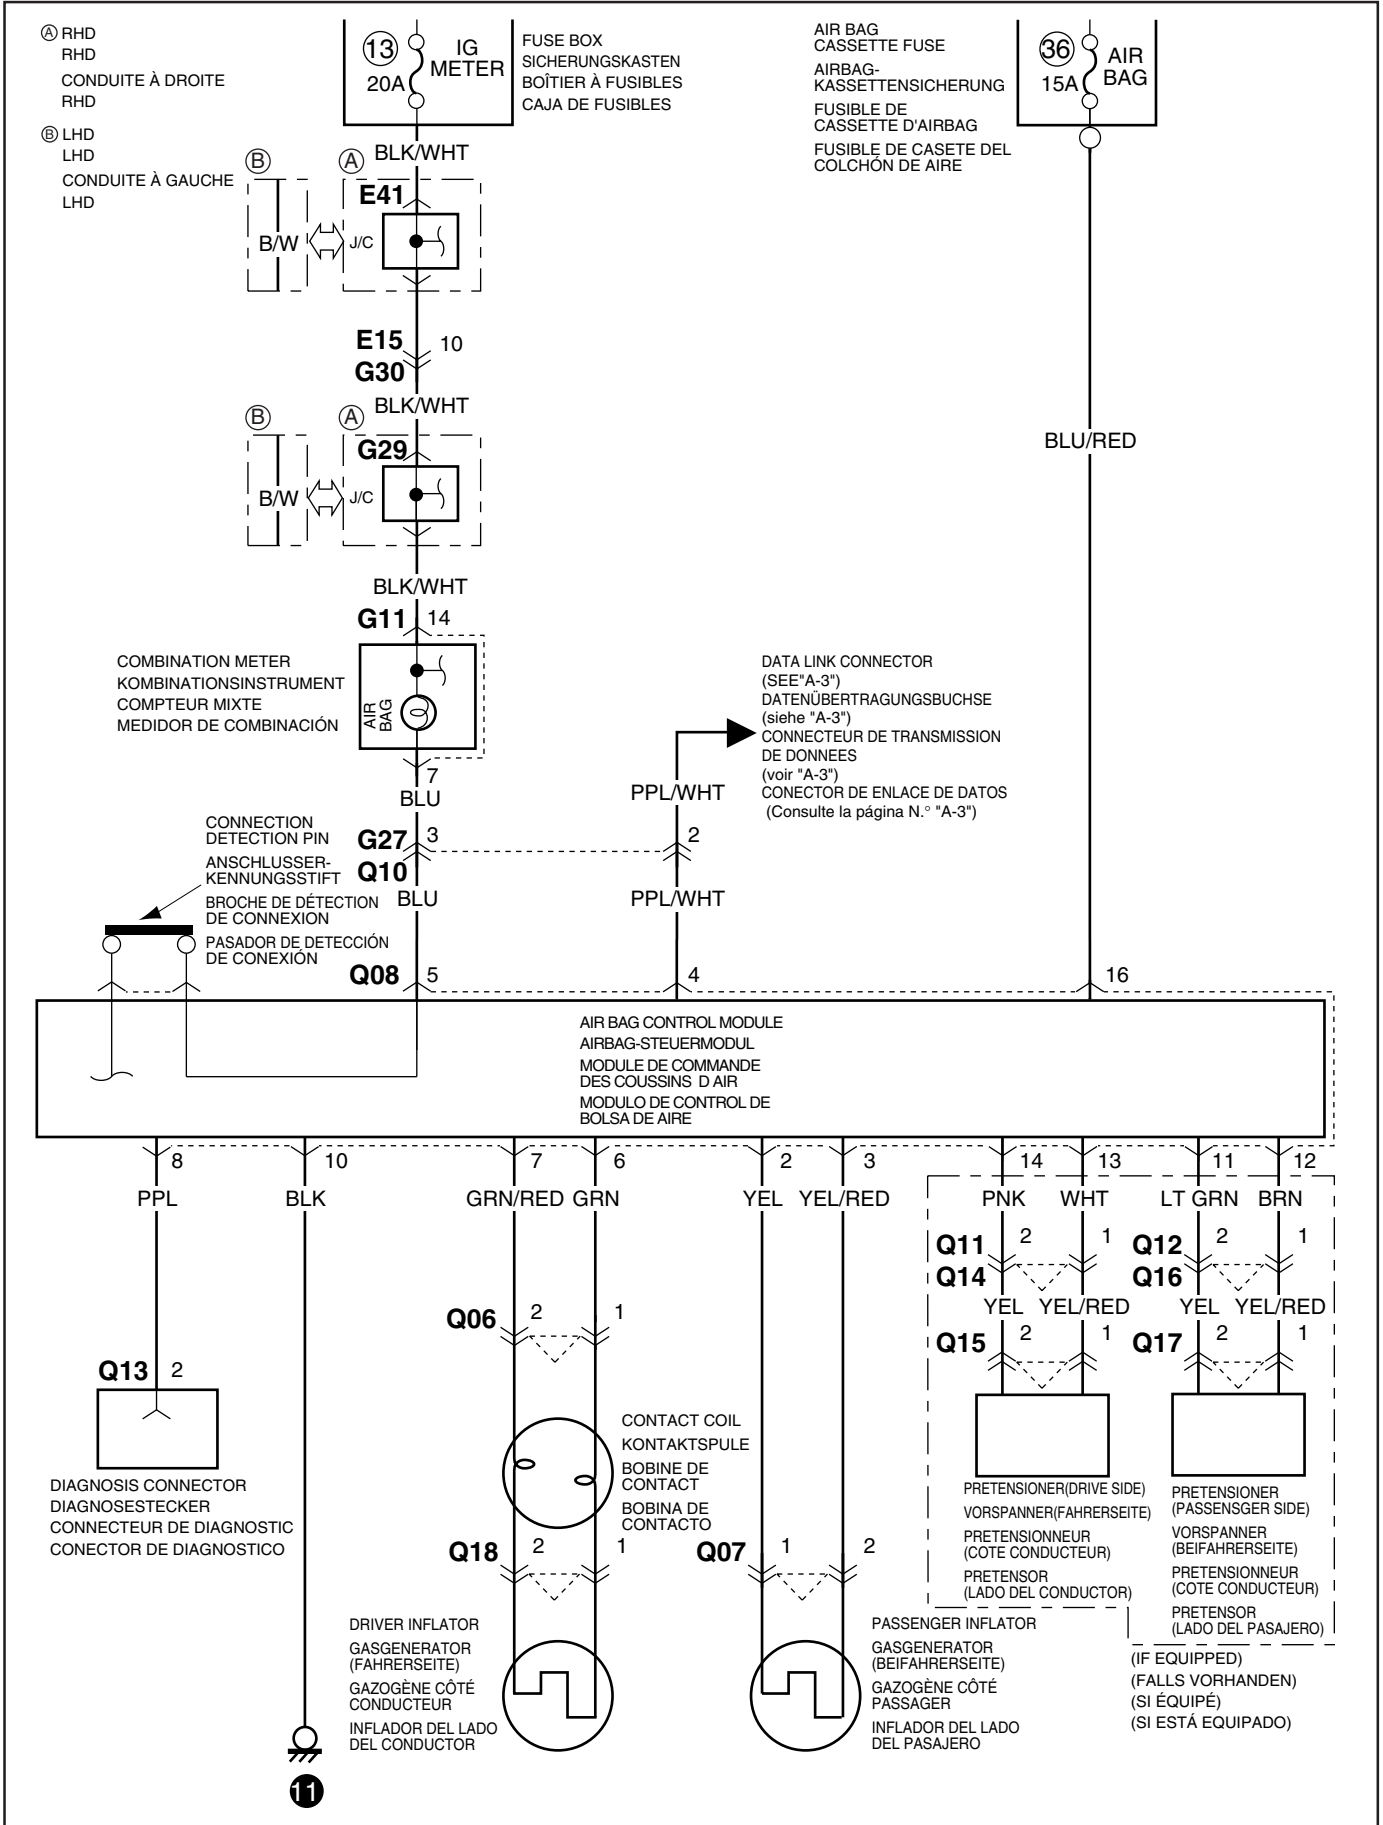 Ⓐ RHD
RHD
CONDUITE À DROITE
RHD
Ⓑ LHD
LHD
CONDUITE À GAUCHE
LHD
13
20A
IG
METER
FUSE BOX
SICHERUNGSKASTEN
BOÎTIER À FUSIBLES
CAJA DE FUSIBLES
AIR BAG
CASSETTE FUSE
AIRBAG-
KASSETTENSICHERUNG
FUSIBLE DE
CASSETTE D'AIRBAG
FUSIBLE DE CASETE DEL
COLCHÓN DE AIRE
36
15A
AIR
BAG
BLK/WHT
Ⓑ
Ⓐ
E41
B/W
J/C
E15
10
G30
BLK/WHT
Ⓑ
Ⓐ
G29
B/W
J/C
BLU/RED
BLK/WHT
G11
14
COMBINATION METER
KOMBINATIONSINSTRUMENT
COMPTEUR MIXTE
MEDIDOR DE COMBINACIÓN
AIR
BAG
7
BLU
DATA LINK CONNECTOR
(SEE"A-3")
DATENÜBERTRAGUNGSBUCHSE
(siehe "A-3")
CONNECTEUR DE TRANSMISSION
DE DONNEES
(voir "A-3")
CONECTOR DE ENLACE DE DATOS
(Consulte la página N.° "A-3")
PPL/WHT
CONNECTION
DETECTION PIN
ANSCHLUSSER-
KENNUNGSSTIFT
BROCHE DE DÉTECTION
DE CONNEXION
PASADOR DE DETECCIÓN
DE CONEXIÓN
G27
3
2
Q10
BLU
PPL/WHT
Q08
5
4
16
AIR BAG CONTROL MODULE
AIRBAG-STEUERMODUL
MODULE DE COMMANDE
DES COUSSINS D AIR
MODULO DE CONTROL DE
BOLSA DE AIRE
8
10
7
6
2
3
14
13
11
12
PPL
BLK
GRN/RED
GRN
YEL
YEL/RED
PNK
WHT
LT GRN
BRN
Q11
2
1
Q14
Q12
2
1
Q16
YEL
YEL/RED
YEL
YEL/RED
Q15
2
1
Q17
2
1
Q06
2
1
Q13
2
DIAGNOSIS CONNECTOR
DIAGNOSESTECKER
CONNECTEUR DE DIAGNOSTIC
CONECTOR DE DIAGNOSTICO
CONTACT COIL
KONTAKTSPULE
BOBINE DE
CONTACT
BOBINA DE
CONTACTO
Q18
2
1
Q07
1
2
PRETENSIONER(DRIVE SIDE)
VORSPANNER(FAHRERSEITE)
PRETENSIONNEUR
(COTE CONDUCTEUR)
PRETENSOR
(LADO DEL CONDUCTOR)
PRETENSIONER
(PASSENSGER SIDE)
VORSPANNER
(BEIFAHRERSEITE)
PRETENSIONNEUR
(COTE CONDUCTEUR)
PRETENSOR
(LADO DEL PASAJERO)
DRIVER INFLATOR
GASGENERATOR
(FAHRERSEITE)
GAZOGÈNE CÔTÉ
CONDUCTEUR
INFLADOR DEL LADO
DEL CONDUCTOR
PASSENGER INFLATOR
GASGENERATOR
(BEIFAHRERSEITE)
GAZOGÈNE CÔTÉ
PASSAGER
INFLADOR DEL LADO
DEL PASAJERO
(IF EQUIPPED)
(FALLS VORHANDEN)
(SI ÉQUIPÉ)
(SI ESTÁ EQUIPADO)
11